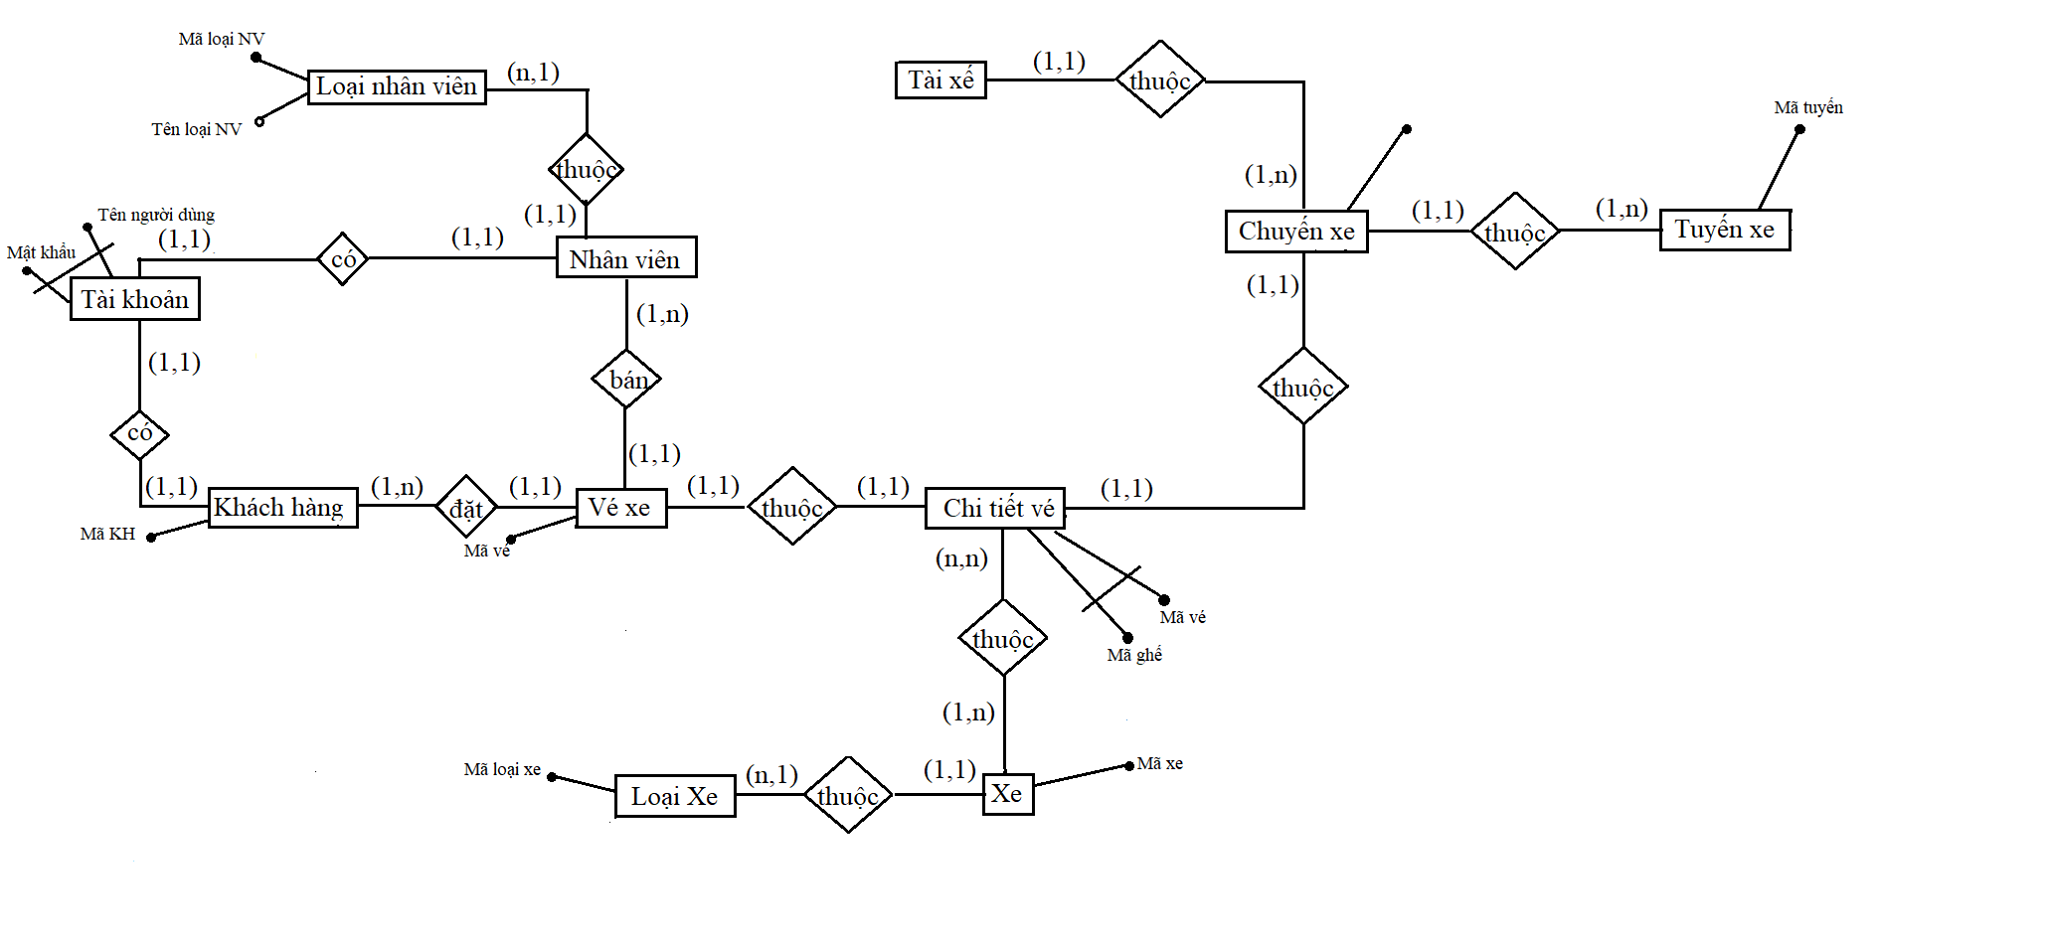 Mã loại NV
Loại nhân viên
(n,1)
Tên loại NV
thuộc
(1,1)
Tên người dùng
(1,1)
Mật khẩu
Tài khoản
có
(1,1)
Nhân viên
(1,n)
bán
(1,1)
(1,1)
có
(1,1)
Khách hàng
Mã KH
(1,n)
đặt
(1,1)
Vé xe
Mã vé
(1,1)
thuộc
(1,1)
Chi tiết vé
(1,1)
Mã vé
Mã ghế
(n,n)
thuộc
(1,n)
Xe
Mã xe
(1,1)
thuộc
(n,1)
Loại Xe
Mã loại xe
Tài xế
(1,1)
thuộc
(1,n)
Chuyến xe
(1,1)
thuộc
(1,n)
Tuyến xe
Mã tuyến
(1,1)
thuộc